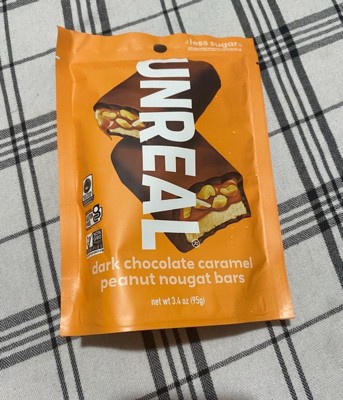 less sugar
UNREAL®
dark chocolate caramel
peanut nougat bars
net wt 3.4 oz (95g)